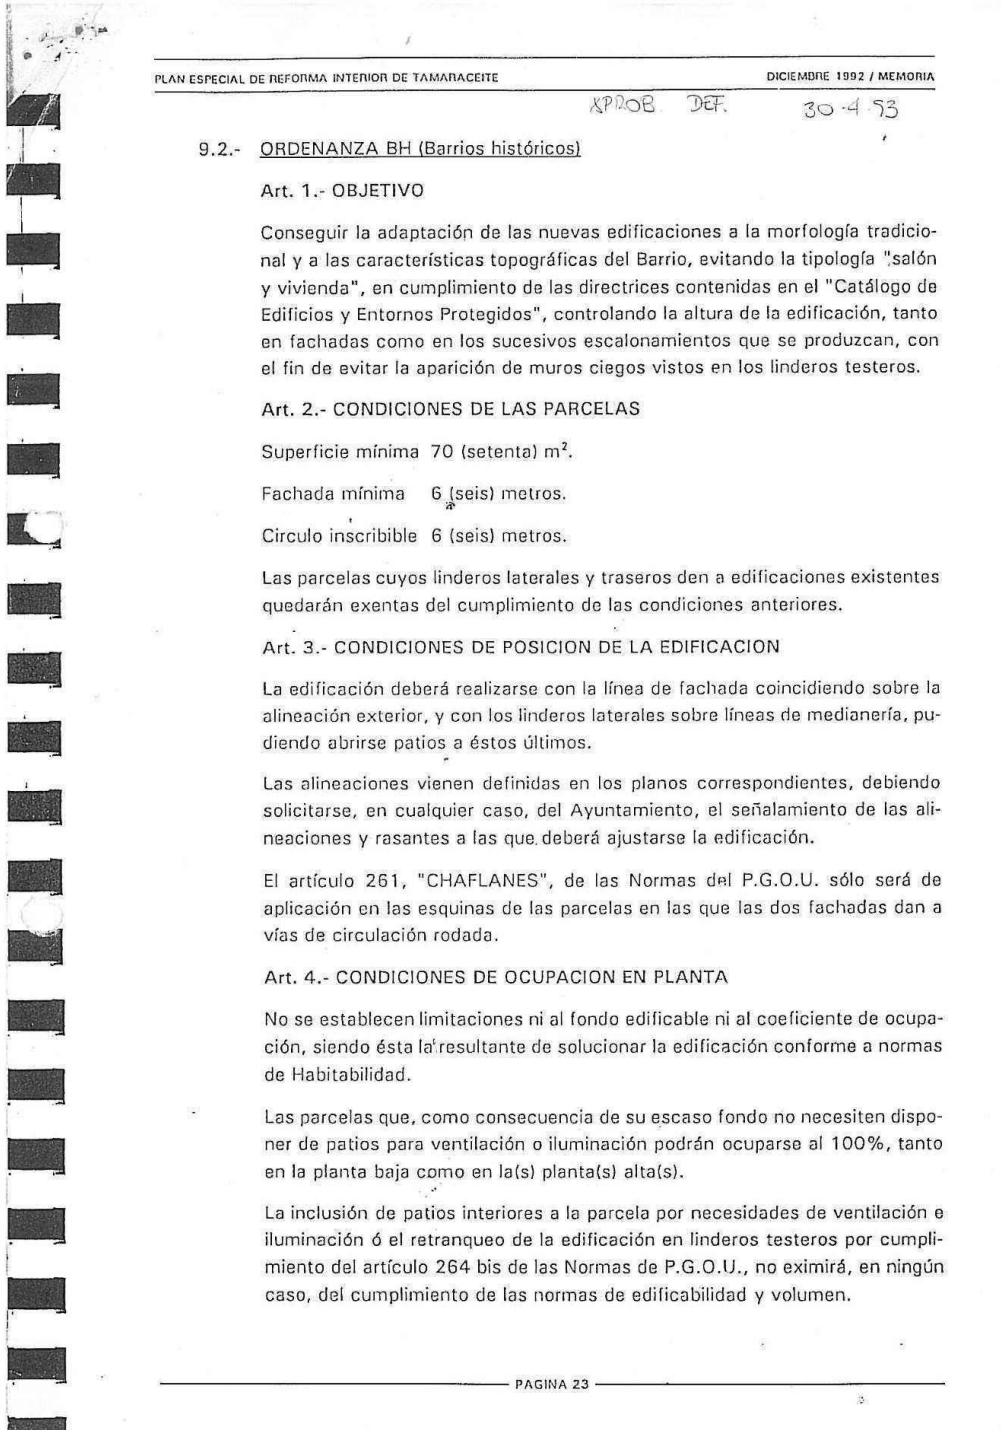 PLAN ESPECIAL DE REFORMA INTERIOR DE TAMARACEITE DICIEMBRE 1992 / MEMORIA
APROB DEF. 30-4-93
9.2.- ORDENANZA BH (Barrios históricos)
Art. 1.- OBJETIVO
Conseguir la adaptación de las nuevas edificaciones a la morfología tradicio-
nal y a las características topográficas del Barrio, evitando la tipología "salón
y vivienda", en cumplimiento de las directrices contenidas en el "Catálogo de
Edificios y Entornos Protegidos", controlando la altura de la edificación, tanto
en fachadas como en los sucesivos escalonamientos que se produzcan, con
el fin de evitar la aparición de muros ciegos vistos en los linderos testeros.
Art. 2.- CONDICIONES DE LAS PARCELAS
Superficie mínima 70 (setenta) m².
Fachada mínima 6 (seis) metros.
Circulo inscribible 6 (seis) metros.
Las parcelas cuyos linderos laterales y traseros den a edificaciones existentes
quedarán exentas del cumplimiento de las condiciones anteriores.
Art. 3.- CONDICIONES DE POSICION DE LA EDIFICACION
La edificación deberá realizarse con la línea de fachada coincidiendo sobre la
alineación exterior, y con los linderos laterales sobre líneas de medianería, pu-
diendo abrirse patios a éstos últimos.
Las alineaciones vienen definidas en los planos correspondientes, debiendo
solicitarse, en cualquier caso, del Ayuntamiento, el señalamiento de las ali-
neaciones y rasantes a las que deberá ajustarse la edificación.
El artículo 261, "CHAFLANES", de las Normas del P.G.O.U. sólo será de
aplicación en las esquinas de las parcelas en las que las dos fachadas dan a
vías de circulación rodada.
Art. 4.- CONDICIONES DE OCUPACION EN PLANTA
No se establecen limitaciones ni al fondo edificable ni al coeficiente de ocupa-
ción, siendo ésta la resultante de solucionar la edificación conforme a normas
de Habitabilidad.
Las parcelas que, como consecuencia de su escaso fondo no necesiten dispo-
ner de patios para ventilación o iluminación podrán ocuparse al 100%, tanto
en la planta baja como en la(s) planta(s) alta(s).
La inclusión de patios interiores a la parcela por necesidades de ventilación e
iluminación ó el retranqueo de la edificación en linderos testeros por cumpli-
miento del artículo 264 bis de las Normas de P.G.O.U., no eximirá, en ningún
caso, del cumplimiento de las normas de edificabilidad y volumen.
PAGINA 23